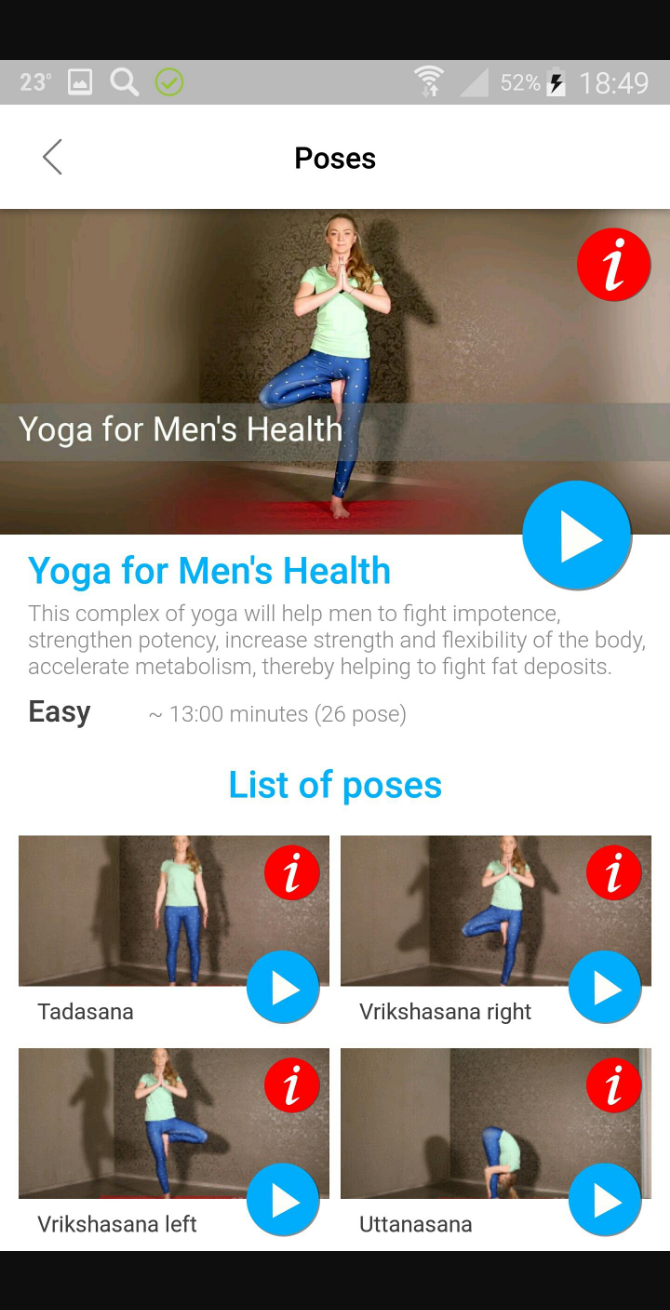 23°
52%
18:49
Poses
i
Yoga for Men's Health
Yoga for Men's Health
This complex of yoga will help men to fight impotence,
strengthen potency, increase strength and flexibility of the body,
accelerate metabolism, thereby helping to fight fat deposits.
Easy ~ 13:00 minutes (26 pose)
List of poses
i
i
Tadasana
Vrikshasana right
i
i
Vrikshasana left
Uttanasana